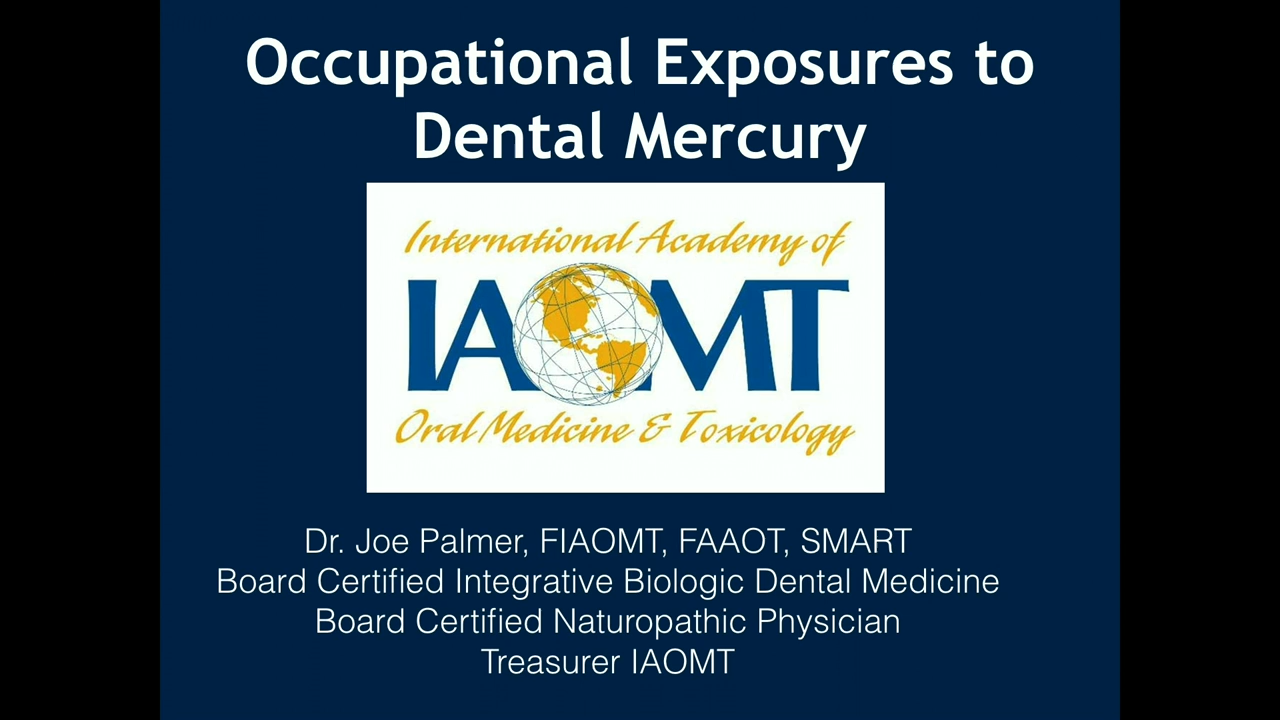 Occupational Exposures to
Dental Mercury
International Academy of
IAOMT
Oral Medicine & Toxicology
Dr. Joe Palmer, FIAOMT, FAAOT, SMART
Board Certified Integrative Biologic Dental Medicine
Board Certified Naturopathic Physician
Treasurer IAOMT